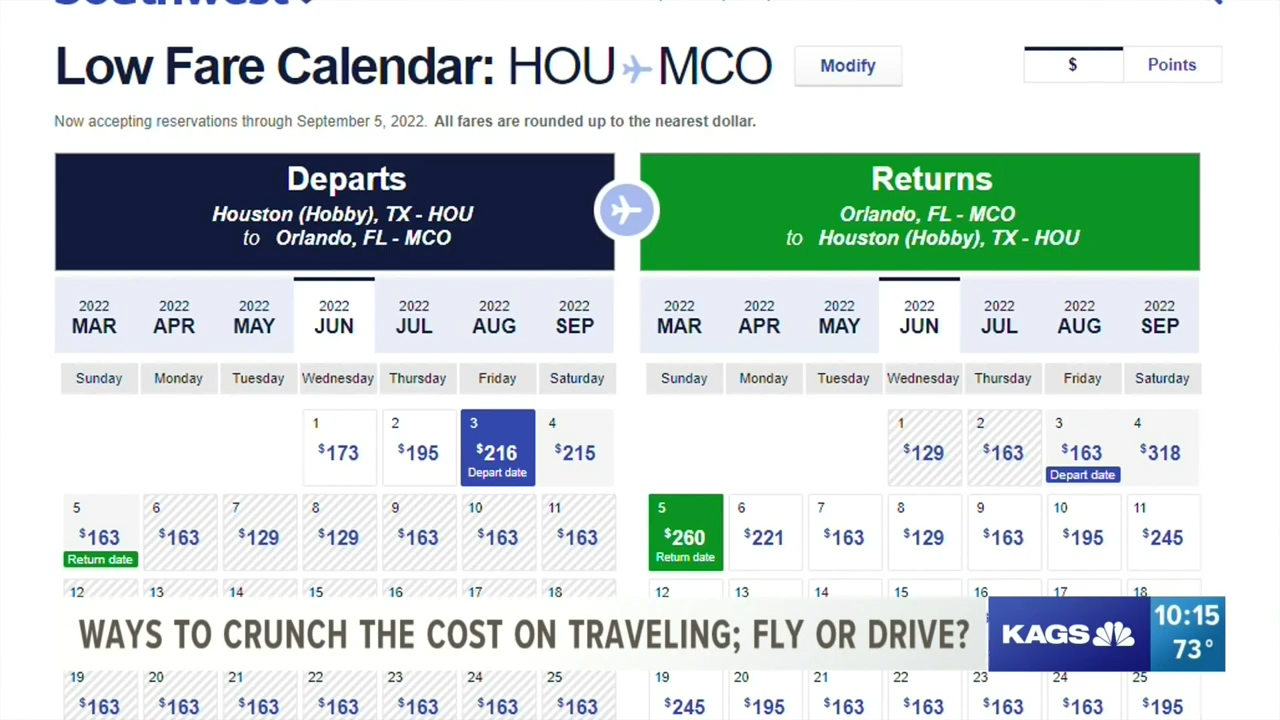 Southwest
Low Fare Calendar: HOU MCO
Modify
$ Points
Now accepting reservations through September 5, 2022. All fares are rounded up to the nearest dollar.
Departs
Houston (Hobby), TX - HOU
to Orlando, FL - MCO
Returns
Orlando, FL - MCO
to Houston (Hobby), TX - HOU
2022 2022 2022 2022 2022 2022 2022
MAR APR MAY JUN JUL AUG SEP
2022 2022 2022 2022 2022 2022 2022
MAR APR MAY JUN JUL AUG SEP
Sunday Monday Tuesday Wednesday Thursday Friday Saturday
Sunday Monday Tuesday Wednesday Thursday Friday Saturday
1 2 3 4
$173 $195 $216 $215
Depart date
1 2 3 4
$129 $163 $163 $318
Depart date
5 6 7 8 9 10 11
$163 $163 $129 $129 $163 $163 $163
Return date
5 6 7 8 9 10 11
$260 $221 $163 $129 $163 $195 $245
Return date
12 13 14 15 16 17 18
12 13 14 15 16 17 18
WAYS TO CRUNCH THE COST ON TRAVELING; FLY OR DRIVE?
KAGS
10:15
73°
19 20 21 22 23 24 25
$163 $163 $163 $163 $163 $163 $163
19 20 21 22 23 24 25
$245 $195 $163 $163 $163 $163 $195